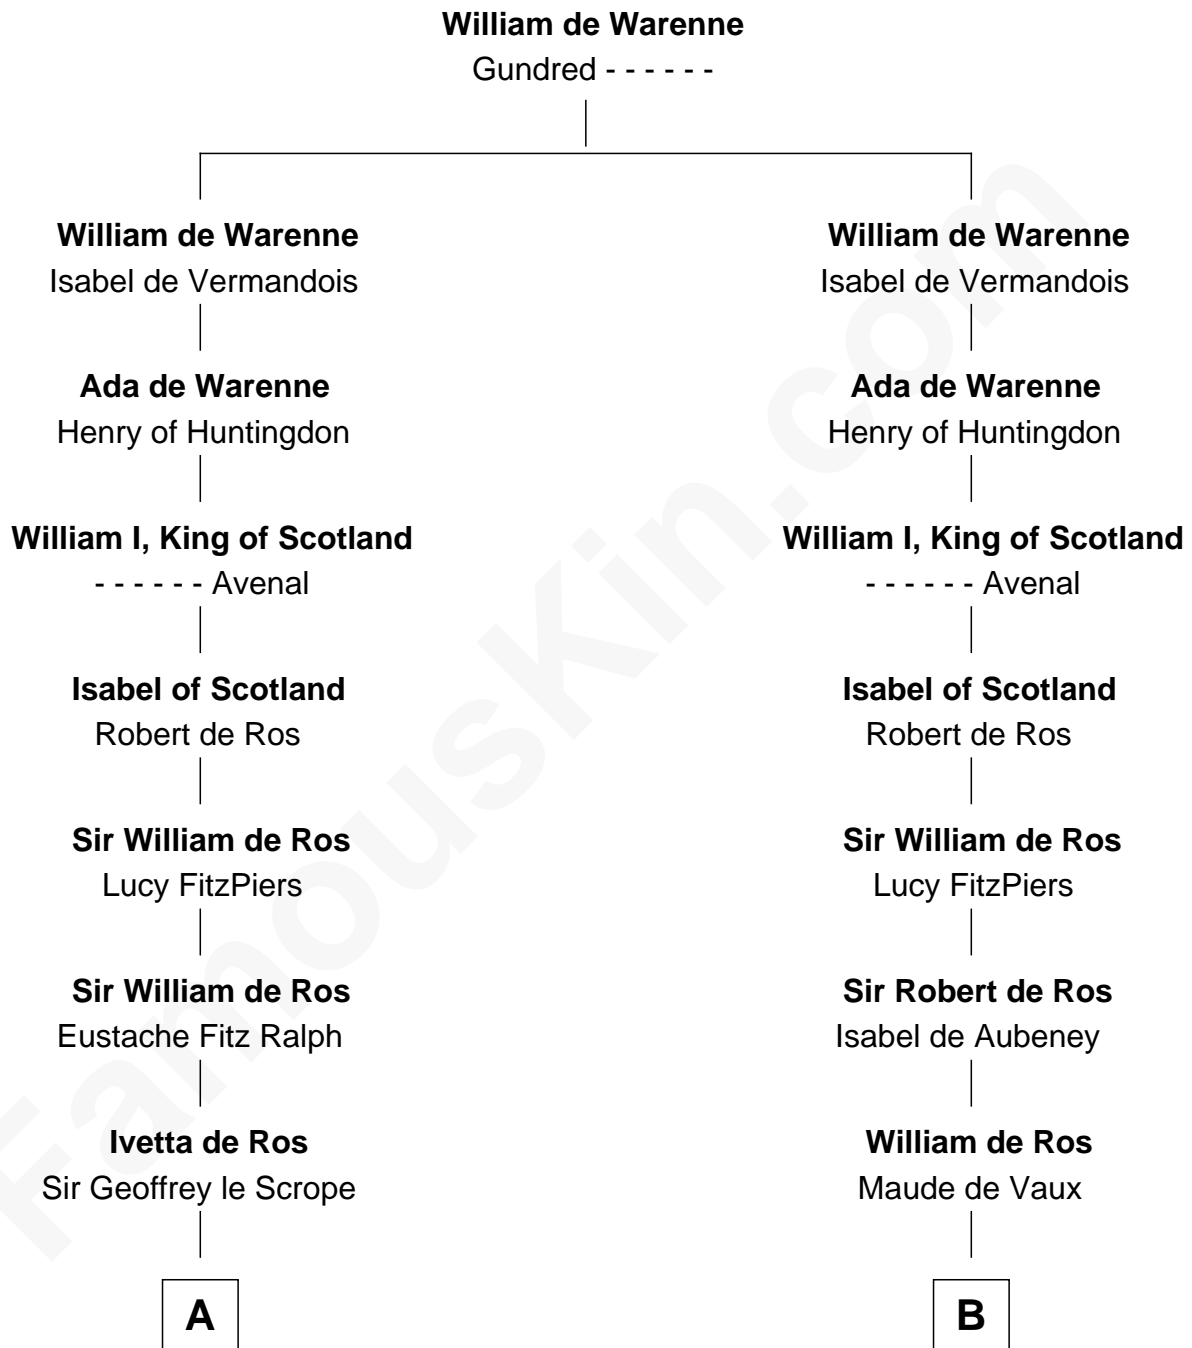 William de Warenne
Gundred - - - - - -
William de Warenne
Isabel de Vermandois
William de Warenne
Isabel de Vermandois
Ada de Warenne
Henry of Huntingdon
Ada de Warenne
Henry of Huntingdon
William I, King of Scotland
- - - - - - Avenal
William I, King of Scotland
- - - - - - Avenal
Isabel of Scotland
Robert de Ros
Isabel of Scotland
Robert de Ros
Sir William de Ros
Lucy FitzPiers
Sir William de Ros
Lucy FitzPiers
Sir William de Ros
Eustache Fitz Ralph
Sir Robert de Ros
Isabel de Aubeney
Ivetta de Ros
Sir Geoffrey le Scrope
William de Ros
Maude de Vaux
A
B
FamousKin.com